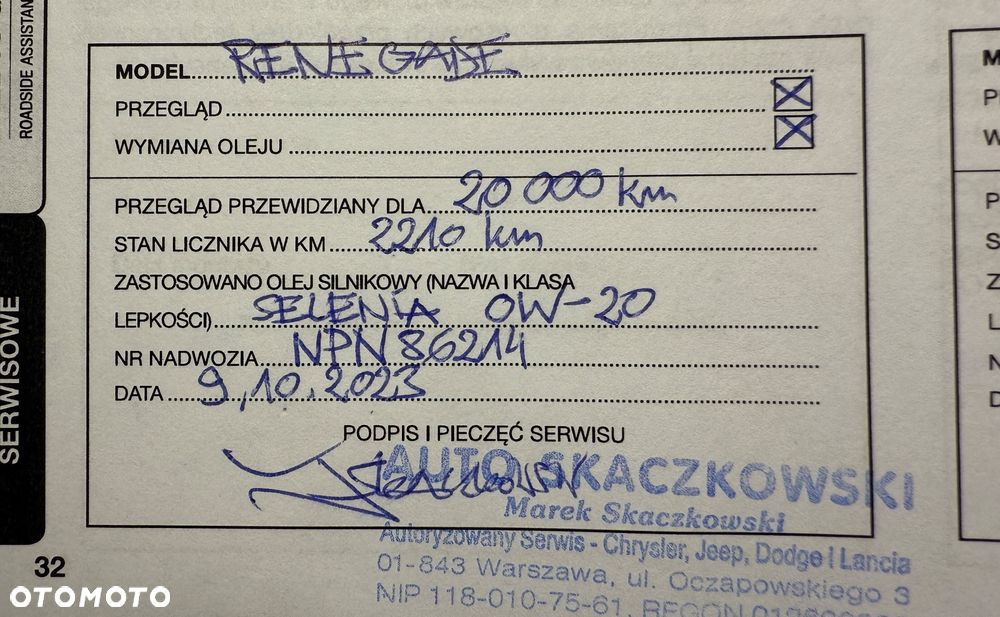 ROADSIDE ASSISTAN
MODEL RENEGADE
PRZEGLĄD
WYMIANA OLEJU
PRZEGLĄD PRZEWIDZIANY DLA 20 000 km
STAN LICZNIKA W KM 2210 km
ZASTOSOWANO OLEJ SILNIKOWY (NAZWA I KLASA
LEPKOŚCI) SELENIA 0W-20
NR NADWOZIA NPN86214
DATA 9.10.2023
PODPIS I PIECZĘĆ SERWISU
AUTO SKACZKOWSKI
Marek Skaczkowski
Autoryzowany Serwis - Chrysler, Jeep, Dodge i Lancia
01-843 Warszawa, ul. Oczapowskiego 3
NIP 118-010-75-61, REGON
SERWISOWE
32
OTOMOTO
M
P
W
P
S
Z
L
N
D